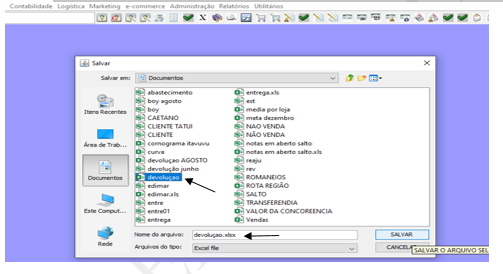 Contabilidade Logística Marketing e-commerce Administração Relatórios Utilitários
Salvar
Salvar em: Documentos
Itens Recentes
Área de Trab...
Documentos
Este Comput...
Rede
abastecimento
boy agosto
boy
CAETANO
CLIENTE TATUI
CLIENTE
cornograma itavuvu
curva
devoluçao AGOSTO
devolução junho
devoluçao
edimar
edimar.xls
entre
entre01
entrega
entrega.xls
est
media por loja
meta dezembro
NAO VENDA
NÃO VENDA
notas em aberto salto
notas em aberto salto.xls
reaju
rev
ROMANEIOS
ROTA REGIÃO
SALTO
TRANSFERENDIA
VALOR DA CONCOREENCIA
Vendas
Nome do arquivo: devoluçao.xlsx
SALVAR
Arquivos do tipo: Excel file
CANCELA
SALVAR O ARQUIVO SEL